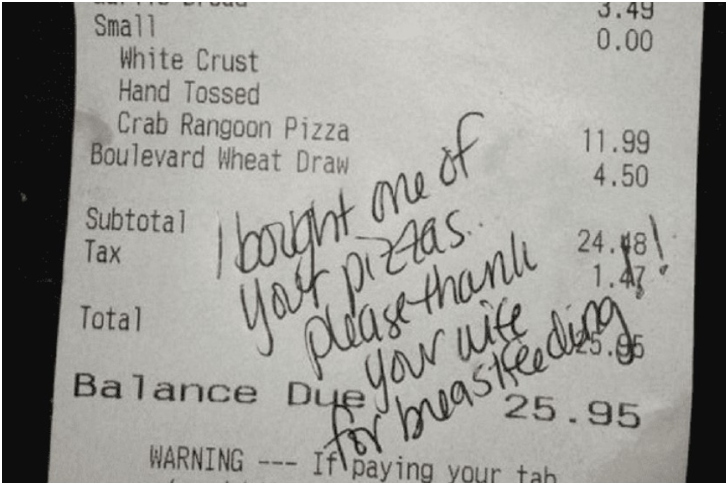 3.49
Small 0.00
White Crust
Hand Tossed
Crab Rangoon Pizza 11.99
Boulevard Wheat Draw 4.50
Subtotal 24.48
Tax 1.47
Total 25.95
Balance Due 25.95
WARNING --- If paying your tab
I bought one of
your pizzas..
please thank
your wife
for breastfeeding!!